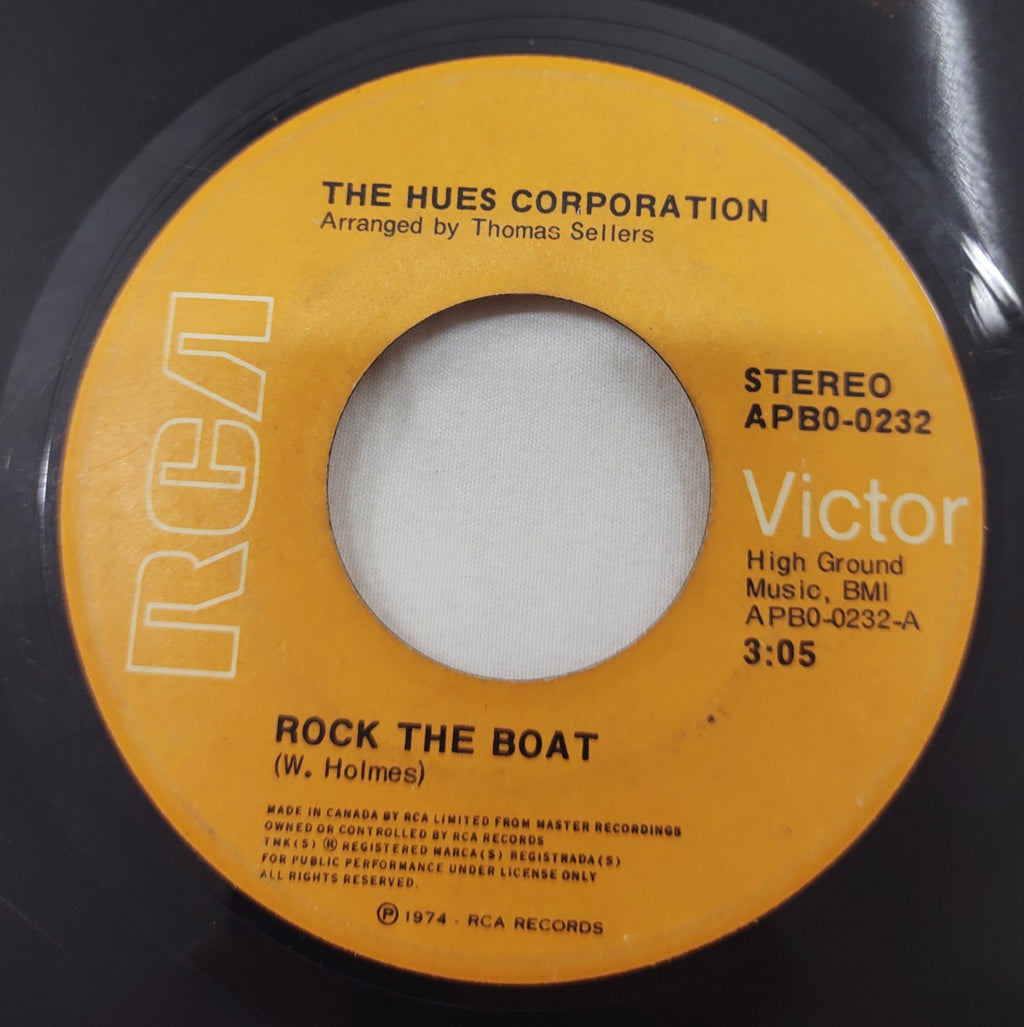 THE HUES CORPORATION
Arranged by Thomas Sellers
RCA
STEREO
APB0-0232
Victor
High Ground
Music, BMI
APB0-0232-A
3:05
ROCK THE BOAT
(W. Holmes)
MADE IN CANADA BY RCA LIMITED FROM MASTER RECORDINGS
OWNED OR CONTROLLED BY RCA RECORDS
TMK(S) ® REGISTERED MARCA(S) REGISTRADA(S)
FOR PUBLIC PERFORMANCE UNDER LICENSE ONLY
ALL RIGHTS RESERVED.
℗ 1974 - RCA RECORDS